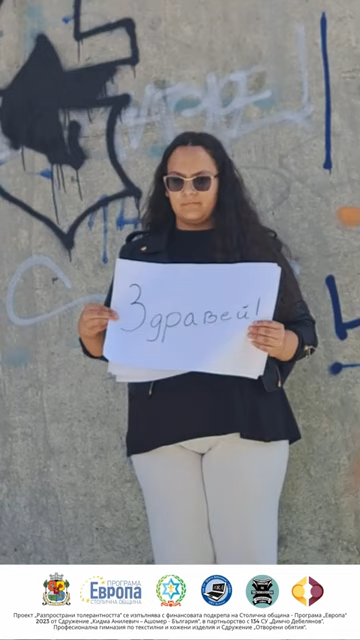 Здравей!
ПРОГРАМА
ЕВРОПА
СТОЛИЧНА ОБЩИНА
Проект „Разпространи толерантността" се изпълнява с финансовата подкрепа на Столична община - Програма „Европа"
2023 от Сдружение „Кидма Анилевич – Ашомер - България", в партньорство с 134 СУ „Димчо Дебелянов",
Професионална гимназия по текстилни и кожени изделия и Сдружение „Отворени обятия".